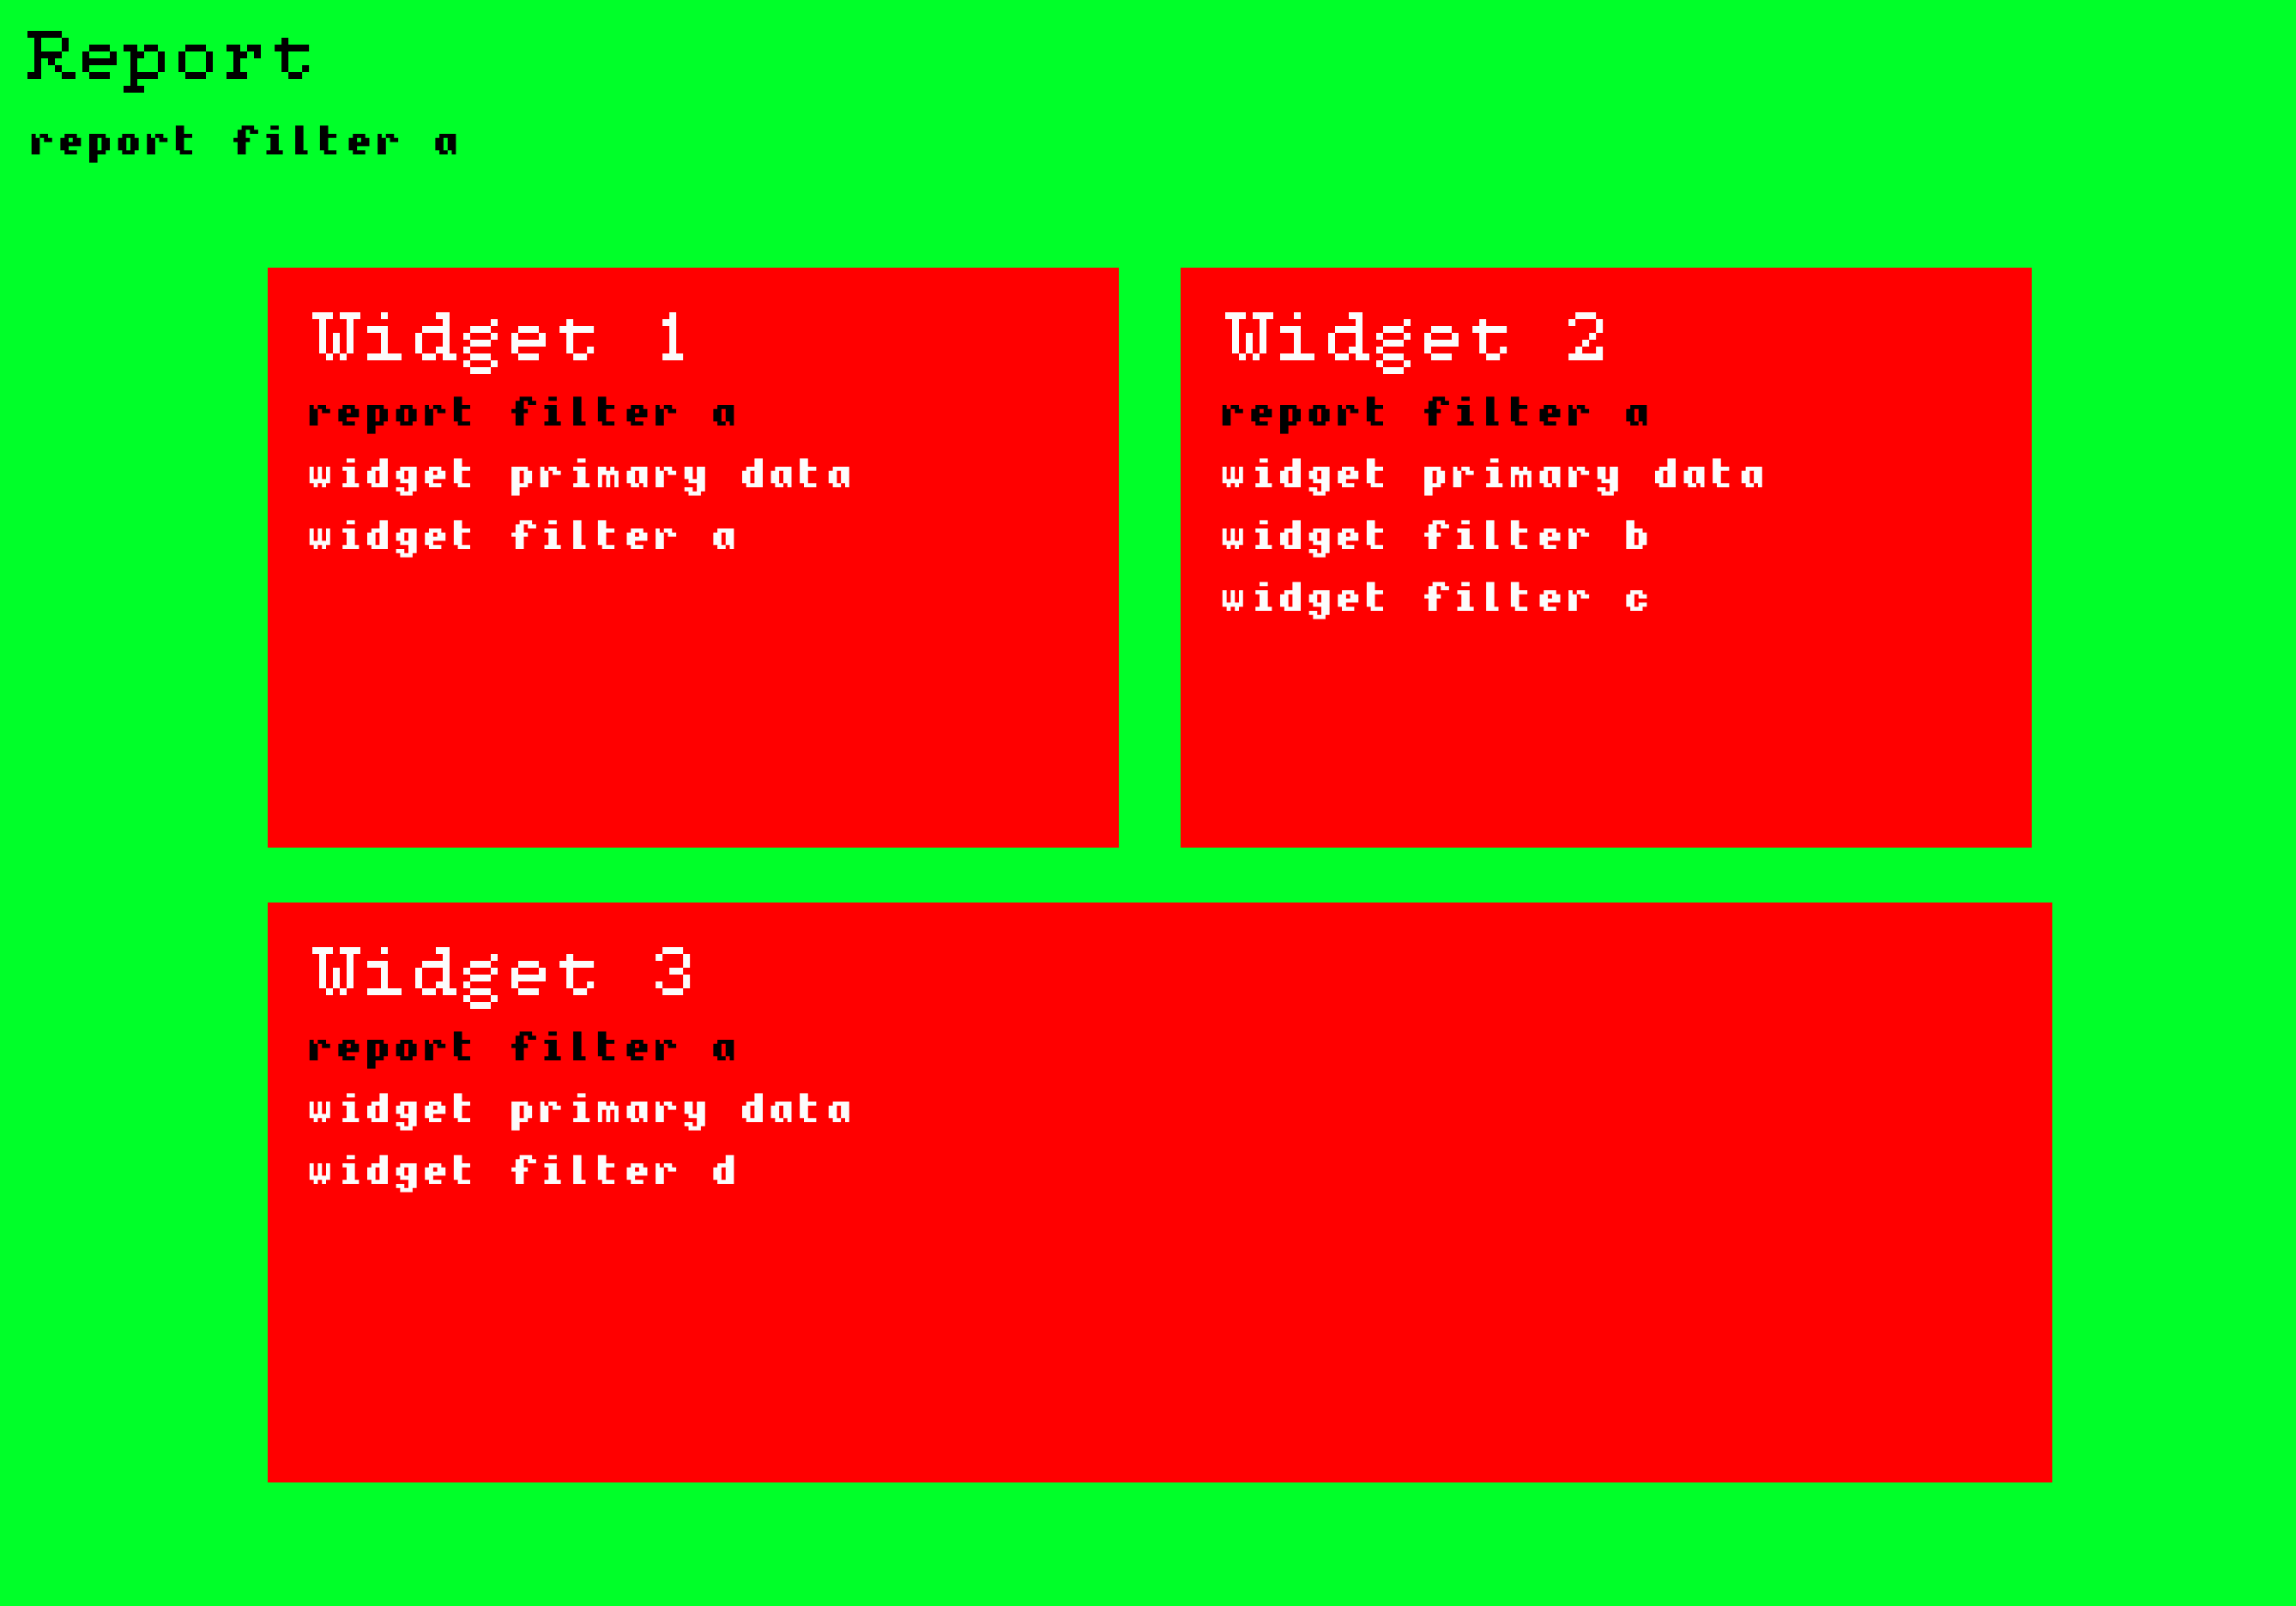 Report
report filter a
Widget 1
report filter a
widget primary data
widget filter a
Widget 2
report filter a
widget primary data
widget filter b
widget filter c
Widget 3
report filter a
widget primary data
widget filter d